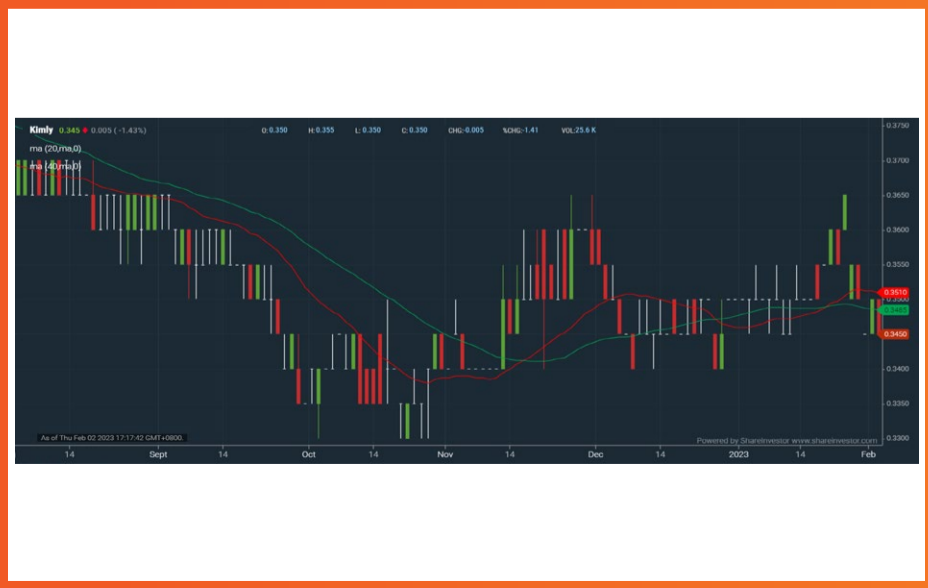 Kimly 0.345 0.005 ( -1.43%) O: 0.350 H: 0.355 L: 0.350 C: 0.350 CHG:-0.005 %CHG:-1.41 VOL:25.6 K
ma (20,ma,0)
ma (40,ma,0)
0.3750
0.3700
0.3650
0.3600
0.3550
0.3510
0.3500
0.3450
0.3400
0.3350
0.3300
As of Thu Feb 02 2023 17:17:42 GMT+0800.
Powered by ShareInvestor www.shareinvestor.com
14 Sept 14 Oct 14 Nov 14 Dec 14 2023 14 Feb